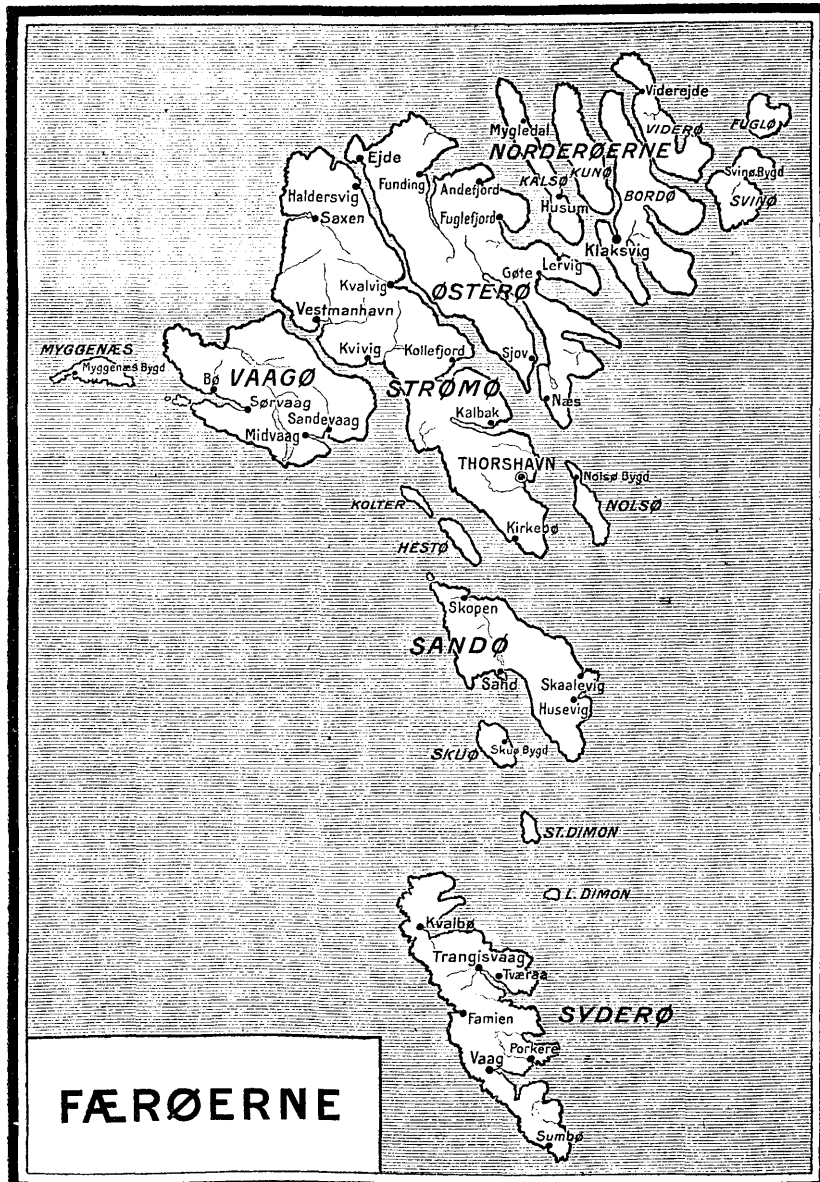 Viderejde
FUGLØ
Mygledal
VIDERØ
NORDERØERNE
Ejde
KUNØ
Svinø Bygd
Funding
Andefjord
KALSØ
Haldersvig
Husum
BORDØ
SVINØ
Saxen
Fuglefjord
Klaksvig
Lervig
Gøte
Kvalvig
ØSTERØ
Vestmanhavn
MYGGENÆS
Myggenæs Bygd
Kvivig
Kollefjord
Sjov
Bø
VAAGØ
STRØMØ
Sørvaag
Næs
Sandevaag
Kalbak
Midvaag
THORSHAVN
Nolsø Bygd
KOLTER
NOLSØ
Kirkebø
HESTØ
Skopen
SANDØ
Sand
Skaalevig
Husevig
SKUØ
Skuø Bygd
ST. DIMON
L. DIMON
Kvalbø
Trangisvaag
Tværaa
Famien
SYDERØ
Porkere
Vaag
FÆRØERNE
Sumbø